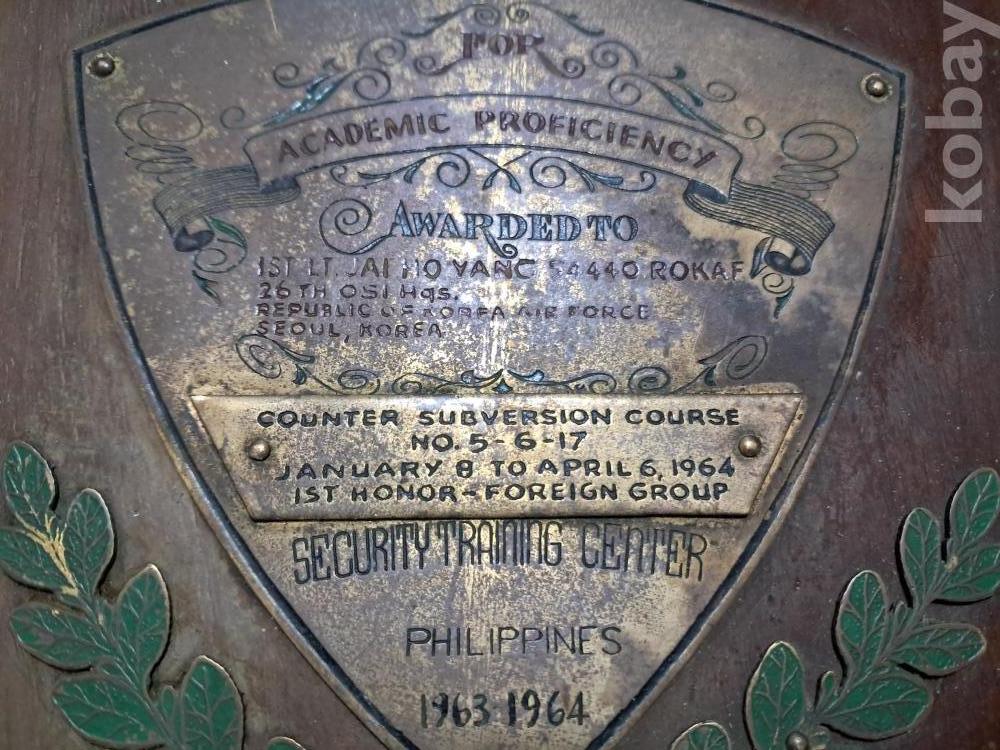 FOR
ACADEMIC PROFICIENCY
AWARDED TO
1ST LT. JAI HO YANG 54440 ROKAF
26TH OSI Hqs.
REPUBLIC OF KOREA AIR FORCE
SEOUL, KOREA
COUNTER SUBVERSION COURSE
NO. 5-6-17
JANUARY 8 TO APRIL 6, 1964
1ST HONOR-FOREIGN GROUP
SECURITY TRAINING CENTER
PHILIPPINES
1963-1964
kobay